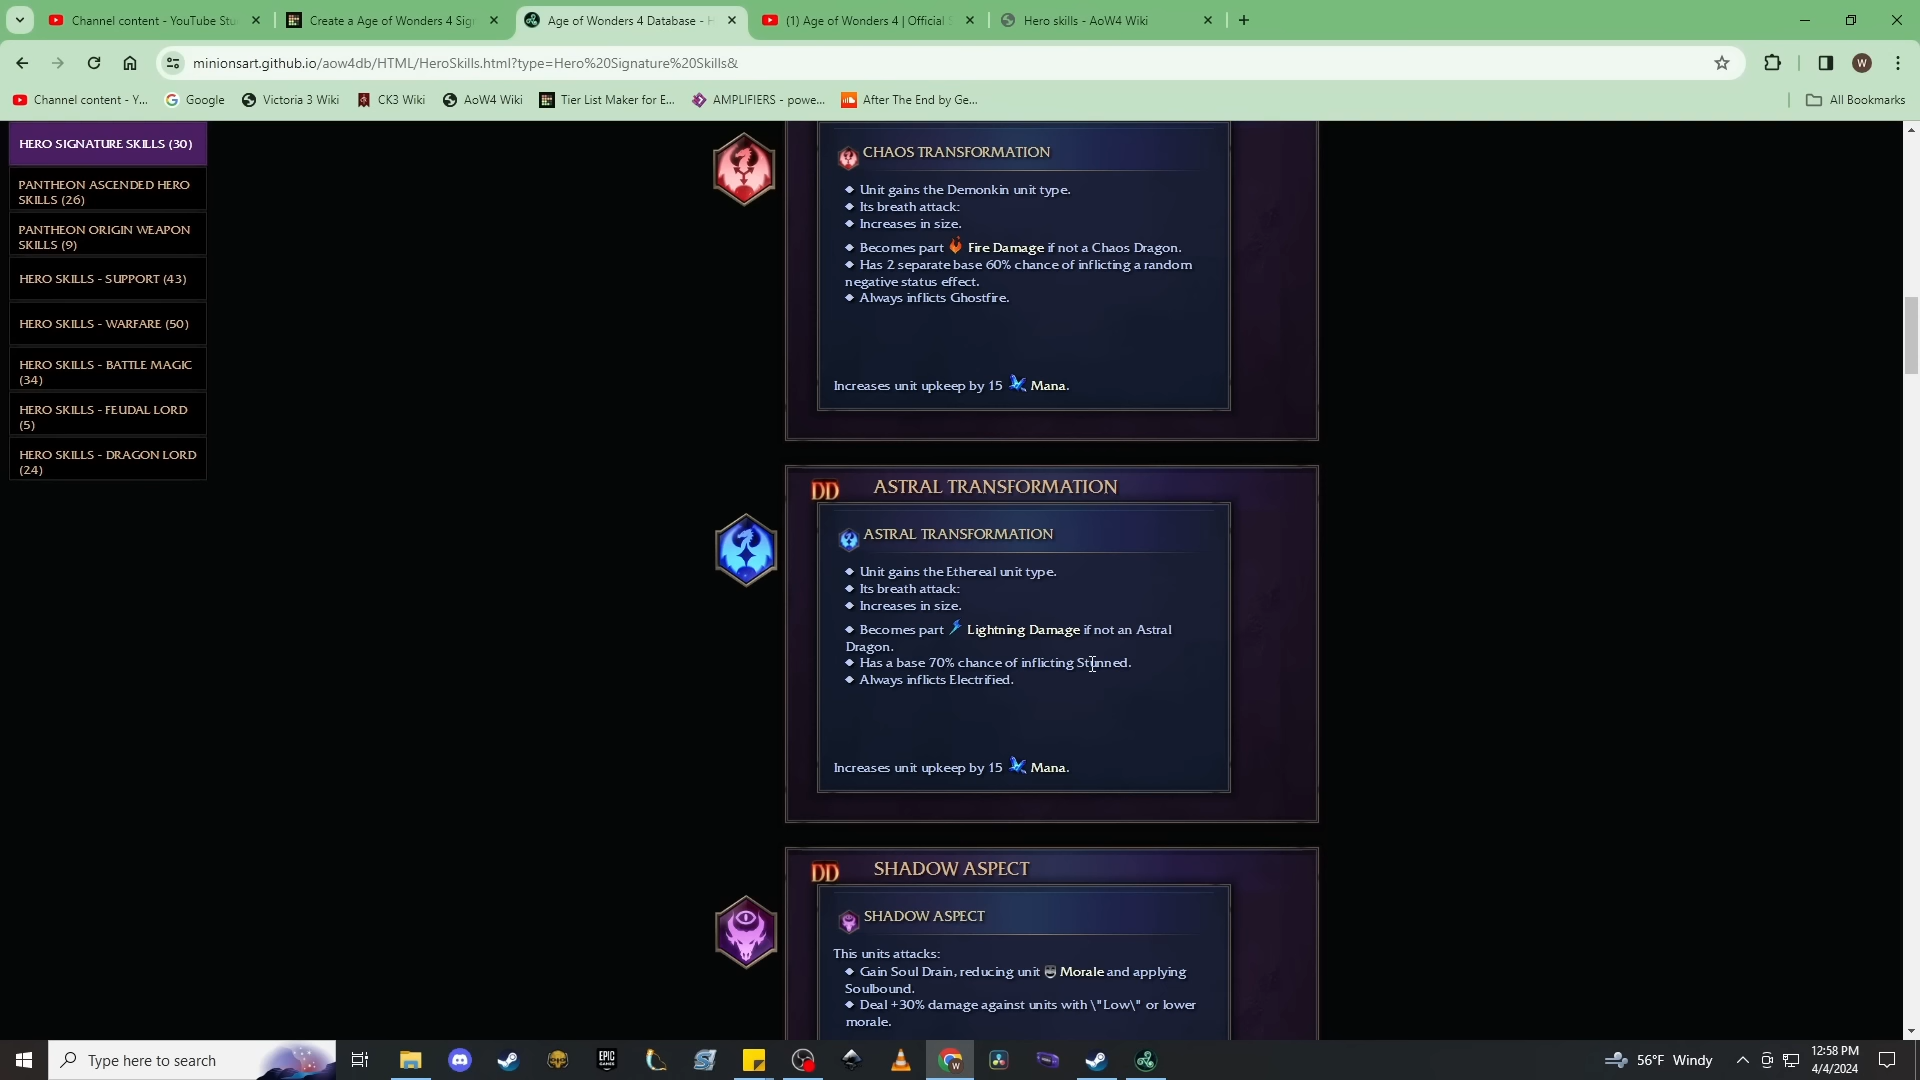 Channel content - YouTube Stu
Create a Age of Wonders 4 Sig
Age of Wonders 4 Database - H
(1) Age of Wonders 4 | Official S
Hero skills - AoW4 Wiki
minionsart.github.io/aow4db/HTML/HeroSkills.html?type=Hero%20Signature%20Skills&
W
Channel content - Y...
Google
Victoria 3 Wiki
CK3 Wiki
AoW4 Wiki
Tier List Maker for E...
AMPLIFIERS - powe...
After The End by Ge...
All Bookmarks
HERO SIGNATURE SKILLS (30)
PANTHEON ASCENDED HERO
SKILLS (26)
PANTHEON ORIGIN WEAPON
SKILLS (9)
HERO SKILLS - SUPPORT (43)
HERO SKILLS - WARFARE (50)
HERO SKILLS - BATTLE MAGIC
(34)
HERO SKILLS - FEUDAL LORD
(5)
HERO SKILLS - DRAGON LORD
(24)
CHAOS TRANSFORMATION
◆ Unit gains the Demonkin unit type.
◆ Its breath attack:
◆ Increases in size.
◆ Becomes part Fire Damage if not a Chaos Dragon.
◆ Has 2 separate base 60% chance of inflicting a random
negative status effect.
◆ Always inflicts Ghostfire.
Increases unit upkeep by 15 Mana.
DD ASTRAL TRANSFORMATION
ASTRAL TRANSFORMATION
◆ Unit gains the Ethereal unit type.
◆ Its breath attack:
◆ Increases in size.
◆ Becomes part Lightning Damage if not an Astral
Dragon.
◆ Has a base 70% chance of inflicting Stunned.
◆ Always inflicts Electrified.
Increases unit upkeep by 15 Mana.
DD SHADOW ASPECT
SHADOW ASPECT
This units attacks:
◆ Gain Soul Drain, reducing unit Morale and applying
Soulbound.
◆ Deal +30% damage against units with \"Low\" or lower
morale.
Type here to search
EPIC
GAMES
W
56°F Windy
12:58 PM
4/4/2024